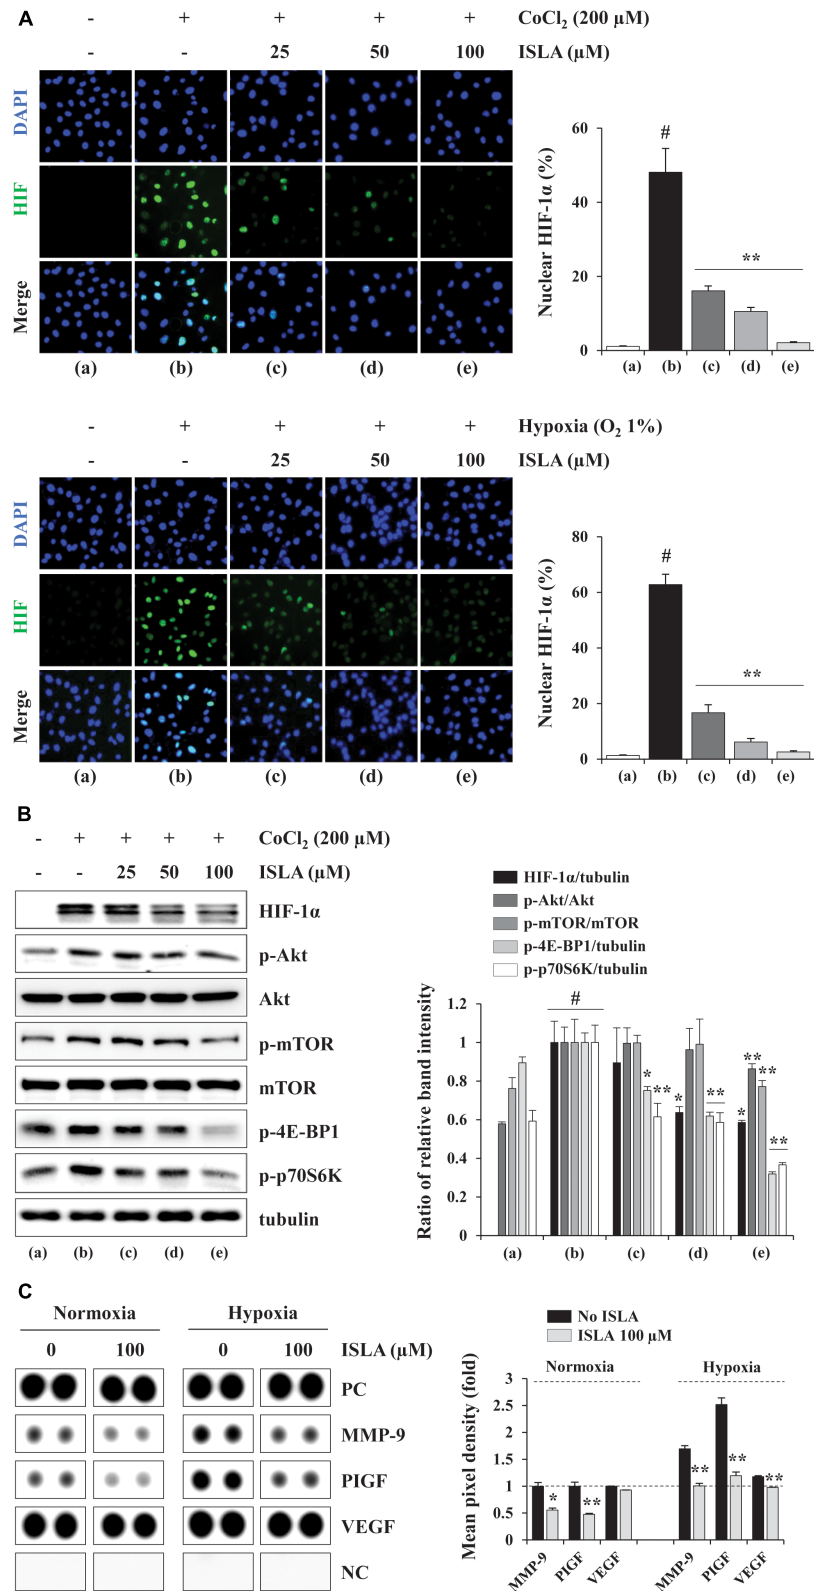 A
- + + + + CoCl₂ (200 µM)
- - 25 50 100 ISLA (µM)
DAPI
HIF
Merge
(a) (b) (c) (d) (e)
Nuclear HIF-1α (%)
60
40
20
0
#
**
(a) (b) (c) (d) (e)
- + + + + Hypoxia (O₂ 1%)
- - 25 50 100 ISLA (µM)
DAPI
HIF
Merge
(a) (b) (c) (d) (e)
Nuclear HIF-1α (%)
80
60
40
20
0
#
**
(a) (b) (c) (d) (e)
B
- + + + + CoCl₂ (200 µM)
- - 25 50 100 ISLA (µM)
HIF-1α
p-Akt
Akt
p-mTOR
mTOR
p-4E-BP1
p-p70S6K
tubulin
(a) (b) (c) (d) (e)
HIF-1α/tubulin
p-Akt/Akt
p-mTOR/mTOR
p-4E-BP1/tubulin
p-p70S6K/tubulin
Ratio of relative band intensity
1.2
1
0.8
0.6
0.4
0.2
0
#
* **
* **
* ** ** **
(a) (b) (c) (d) (e)
C
Normoxia Hypoxia
0 100 0 100 ISLA (µM)
PC
MMP-9
PIGF
VEGF
NC
No ISLA
ISLA 100 µM
Normoxia Hypoxia
Mean pixel density (fold)
3
2.5
2
1.5
1
0.5
0
* ** ** ** **
MMP-9 PIGF VEGF MMP-9 PIGF VEGF